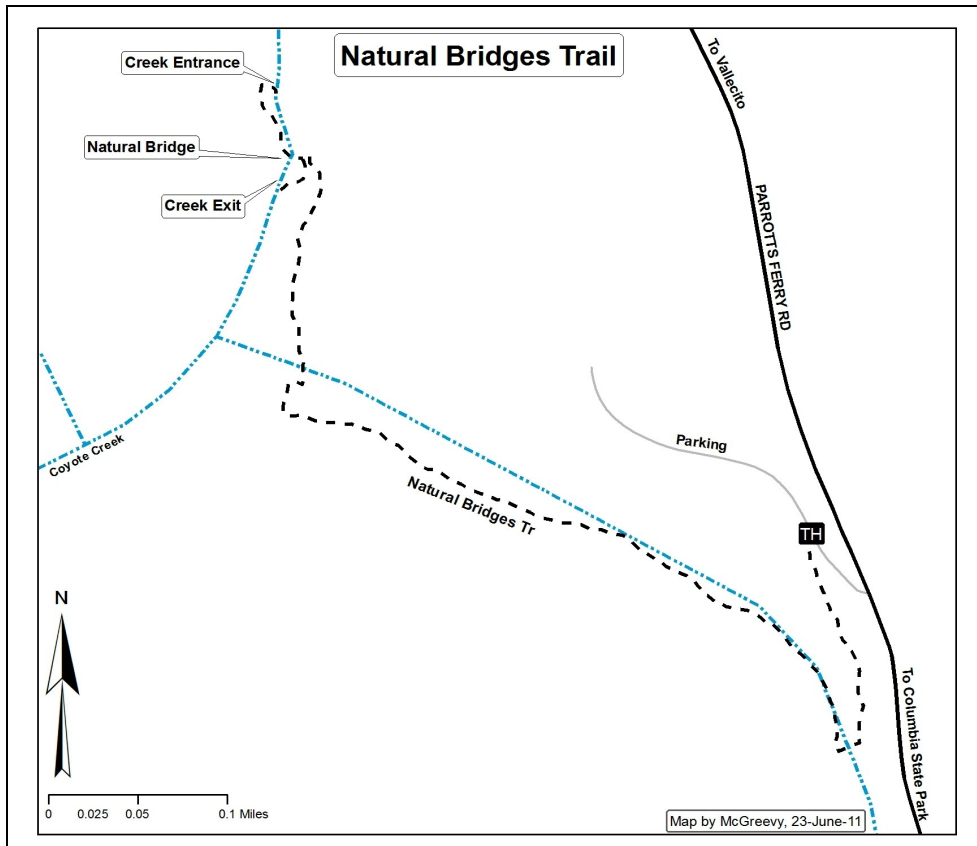 Natural Bridges Trail
Creek Entrance
To Vallecito
Natural Bridge
Creek Exit
PARROTTS FERRY RD
Parking
Coyote Creek
Natural Bridges Tr
TH
N
To Columbia State Park
0 0.025 0.05 0.1 Miles
Map by McGreevy, 23-June-11